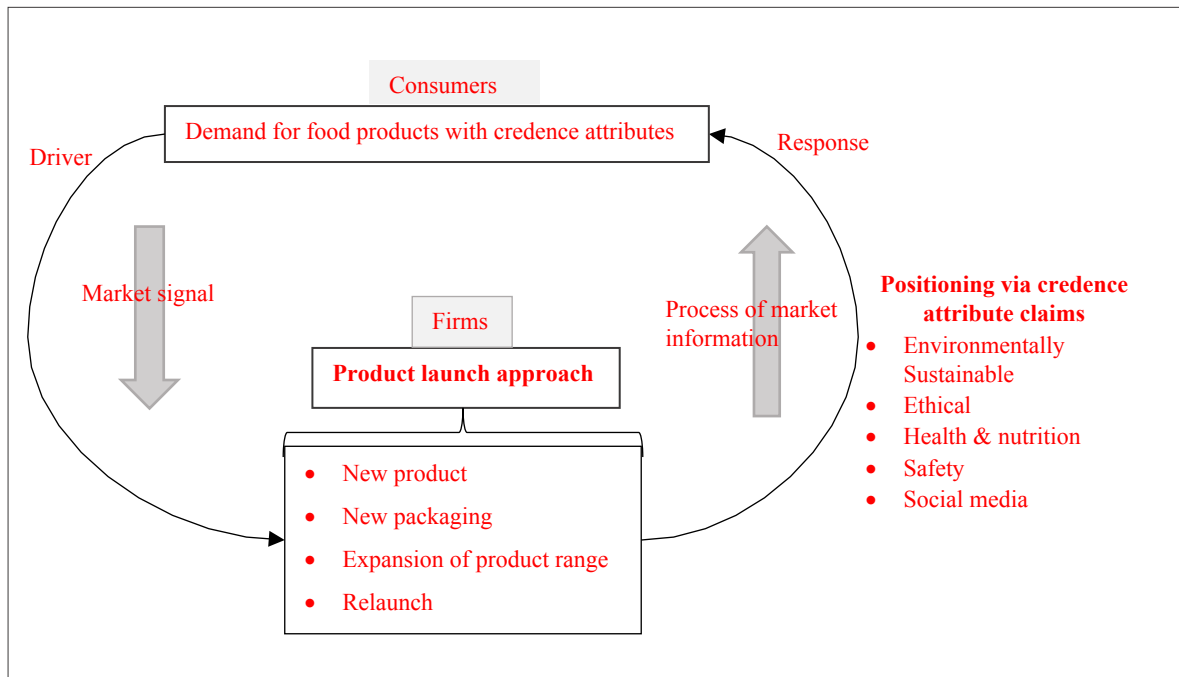 Consumers
Demand for food products with credence attributes
Driver
Response
Market signal
Firms
Product launch approach
Process of market
information
Positioning via credence
attribute claims
• Environmentally
Sustainable
• Ethical
• Health & nutrition
• Safety
• Social media
• New product
• New packaging
• Expansion of product range
• Relaunch